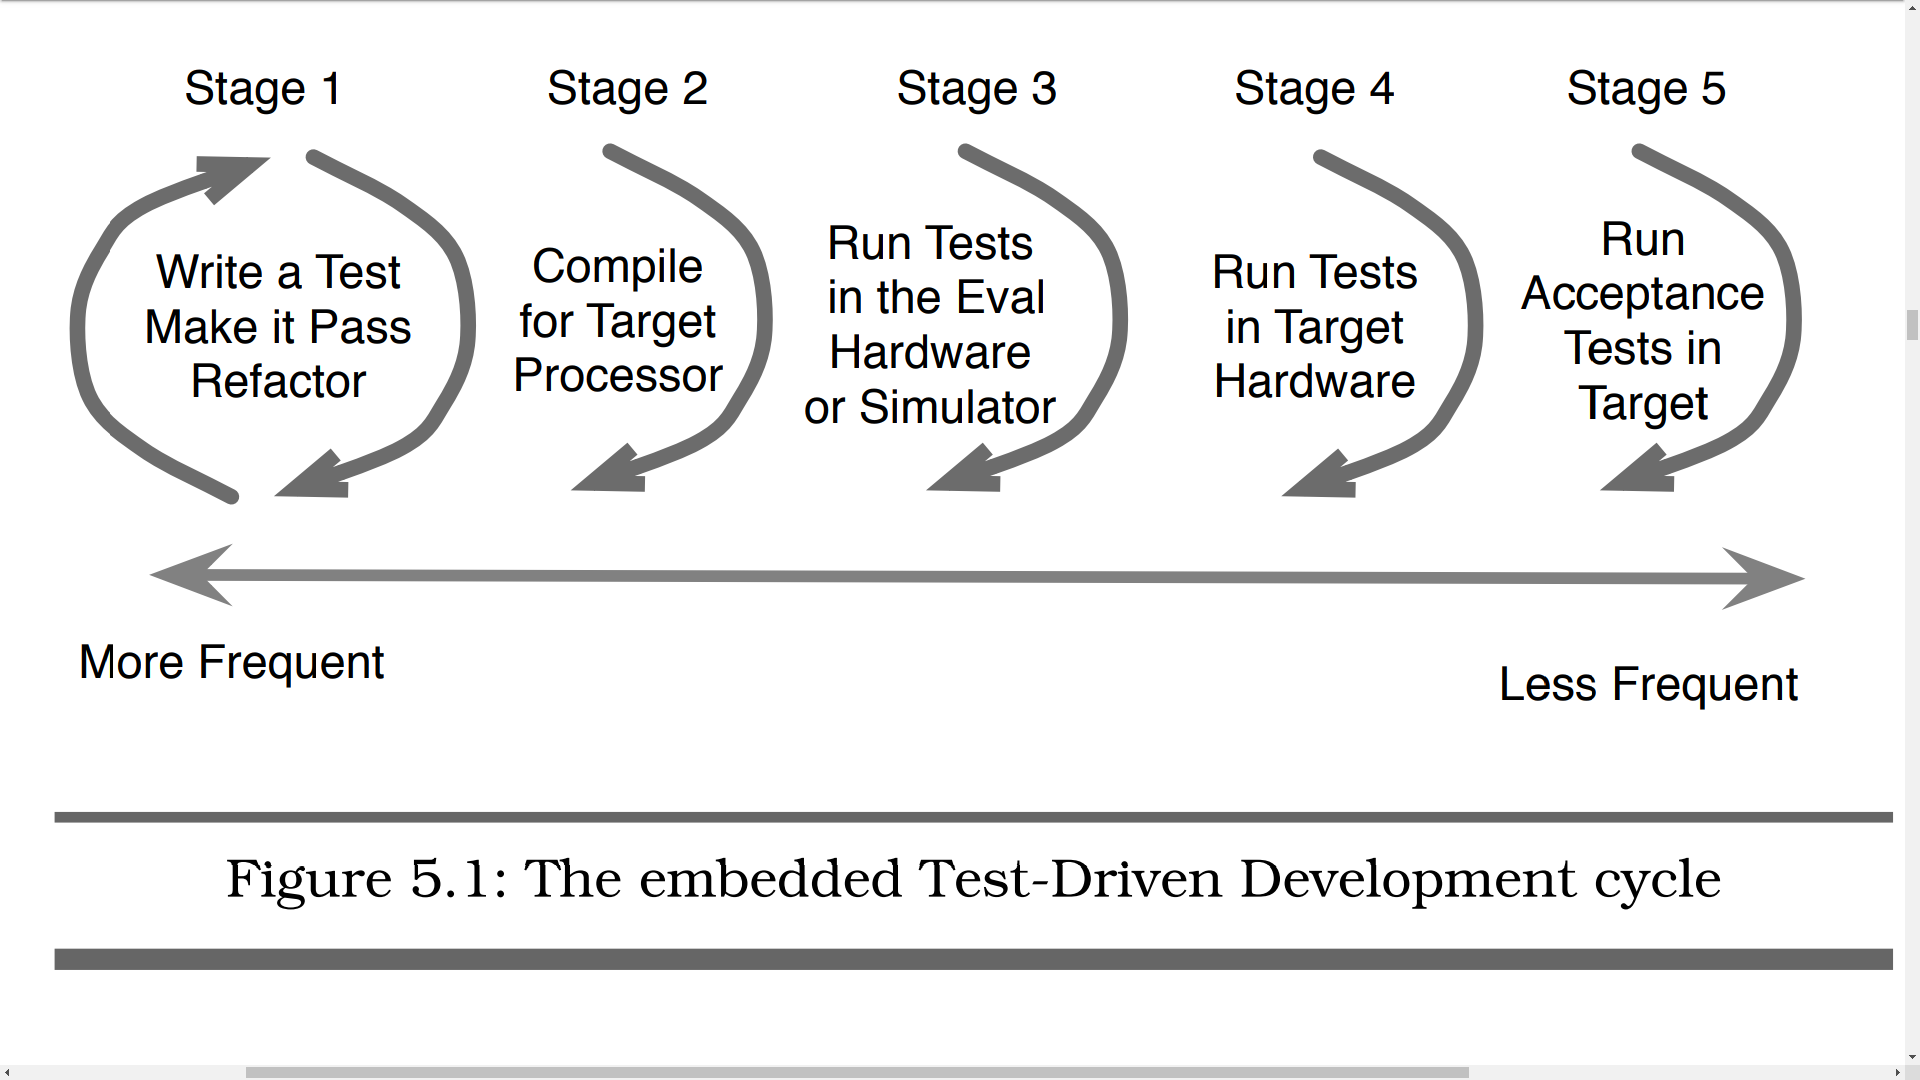 Stage 1
Stage 2
Stage 3
Stage 4
Stage 5
Write a Test
Make it Pass
Refactor
Compile
for Target
Processor
Run Tests
in the Eval
Hardware
or Simulator
Run Tests
in Target
Hardware
Run
Acceptance
Tests in
Target
More Frequent
Less Frequent
Figure 5.1: The embedded Test-Driven Development cycle